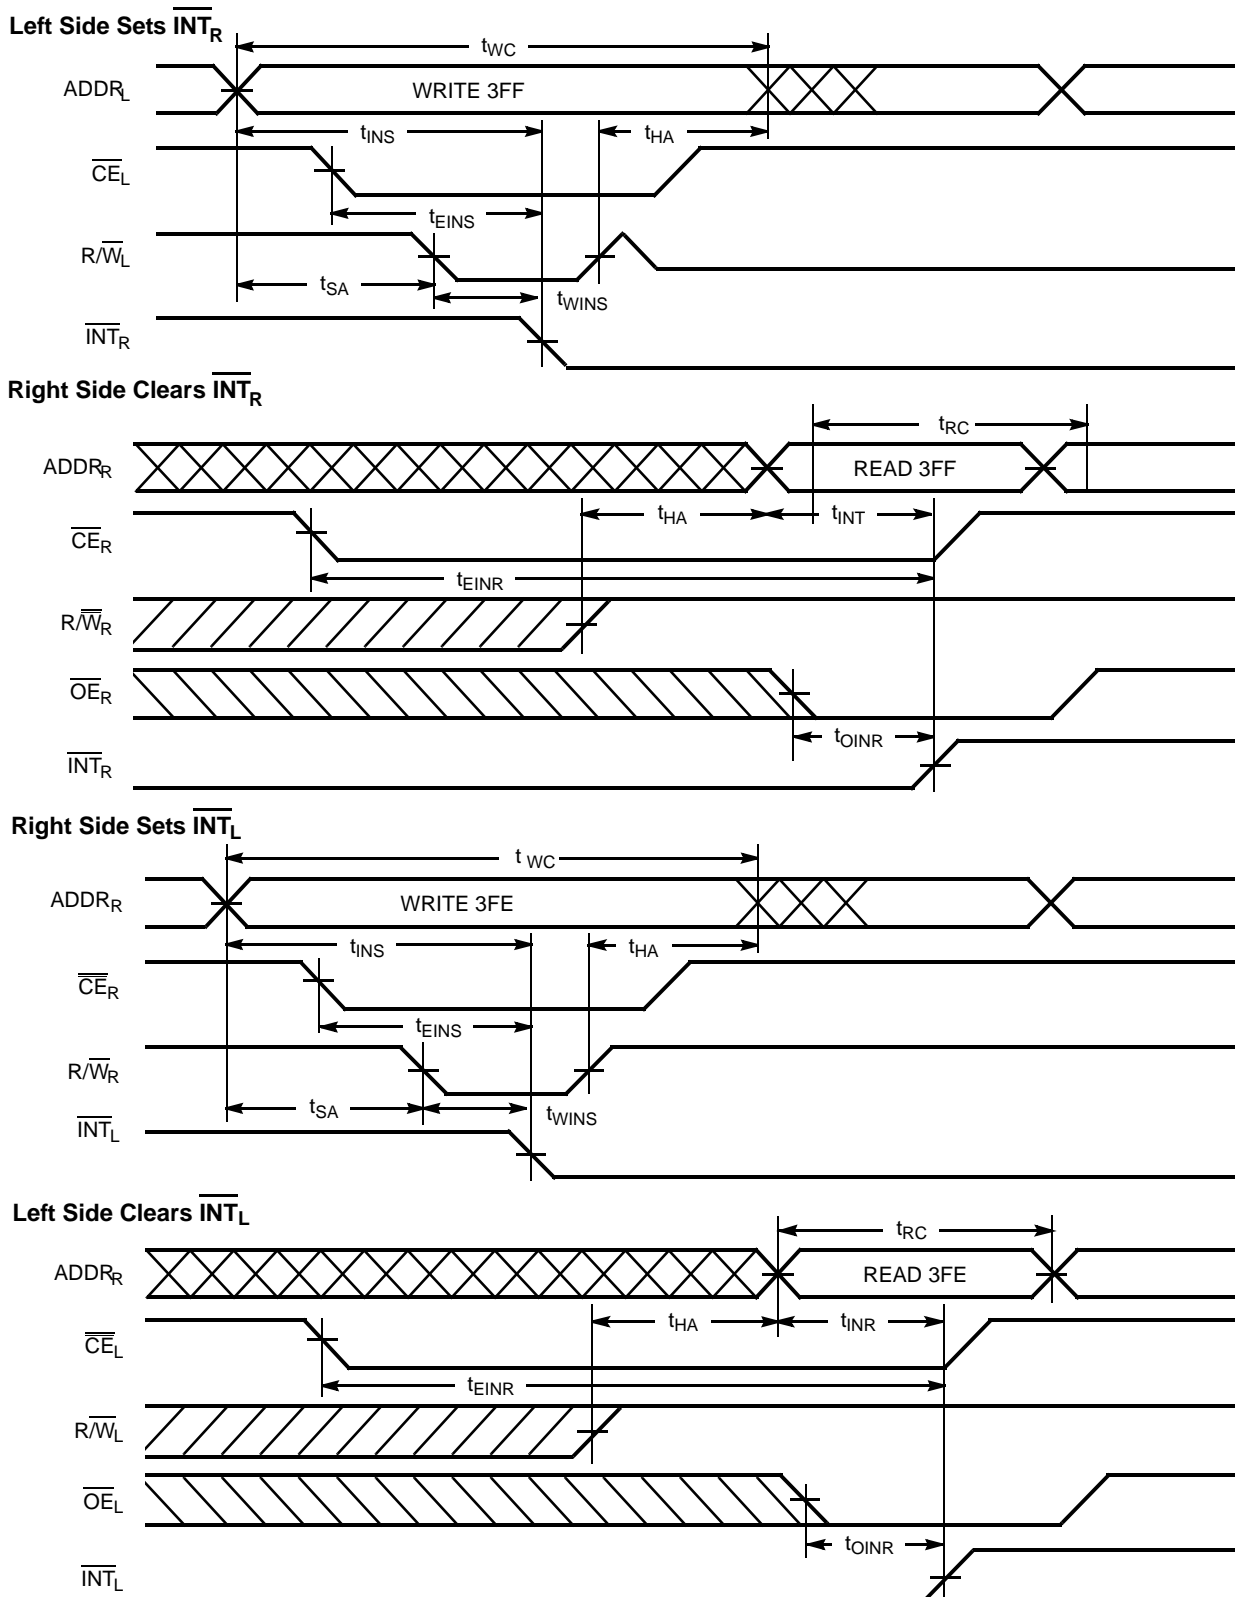 Left Side Sets INT_R
t_WC
ADDR_L
WRITE 3FF
t_INS
t_HA
CE_L
t_EINS
R/W_L
t_SA
t_WINS
INT_R
Right Side Clears INT_R
t_RC
ADDR_R
READ 3FF
t_HA
t_INT
CE_R
t_EINR
R/W_R
OE_R
t_OINR
INT_R
Right Side Sets INT_L
t_WC
ADDR_R
WRITE 3FE
t_INS
t_HA
CE_R
t_EINS
R/W_R
t_SA
t_WINS
INT_L
Left Side Clears INT_L
t_RC
ADDR_R
READ 3FE
t_HA
t_INR
CE_L
t_EINR
R/W_L
OE_L
t_OINR
INT_L